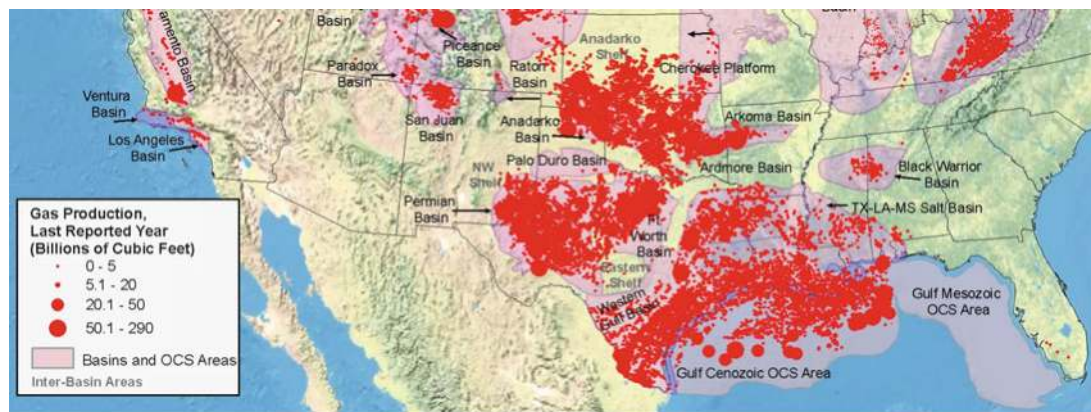 Basin
Basin
ramento Basin
Piceance
Basin
Anadarko
Shelf
Paradox
Basin
Raton
Basin
Cherokee Platform
Ventura
Basin
San Juan
Basin
Anadarko
Basin
Arkoma Basin
Los Angeles
Basin
Palo Duro Basin
Ardmore Basin
Black Warrior
Basin
NW
Shelf
Permian
Basin
TX-LA-MS Salt Basin
Ft.
Worth
Basin
Eastern
Shelf
Western
Gulf Basin
Gulf Mesozoic
OCS Area
Gulf Cenozoic OCS Area
Gas Production,
Last Reported Year
(Billions of Cubic Feet)
0 - 5
5.1 - 20
20.1 - 50
50.1 - 290
Basins and OCS Areas
Inter-Basin Areas